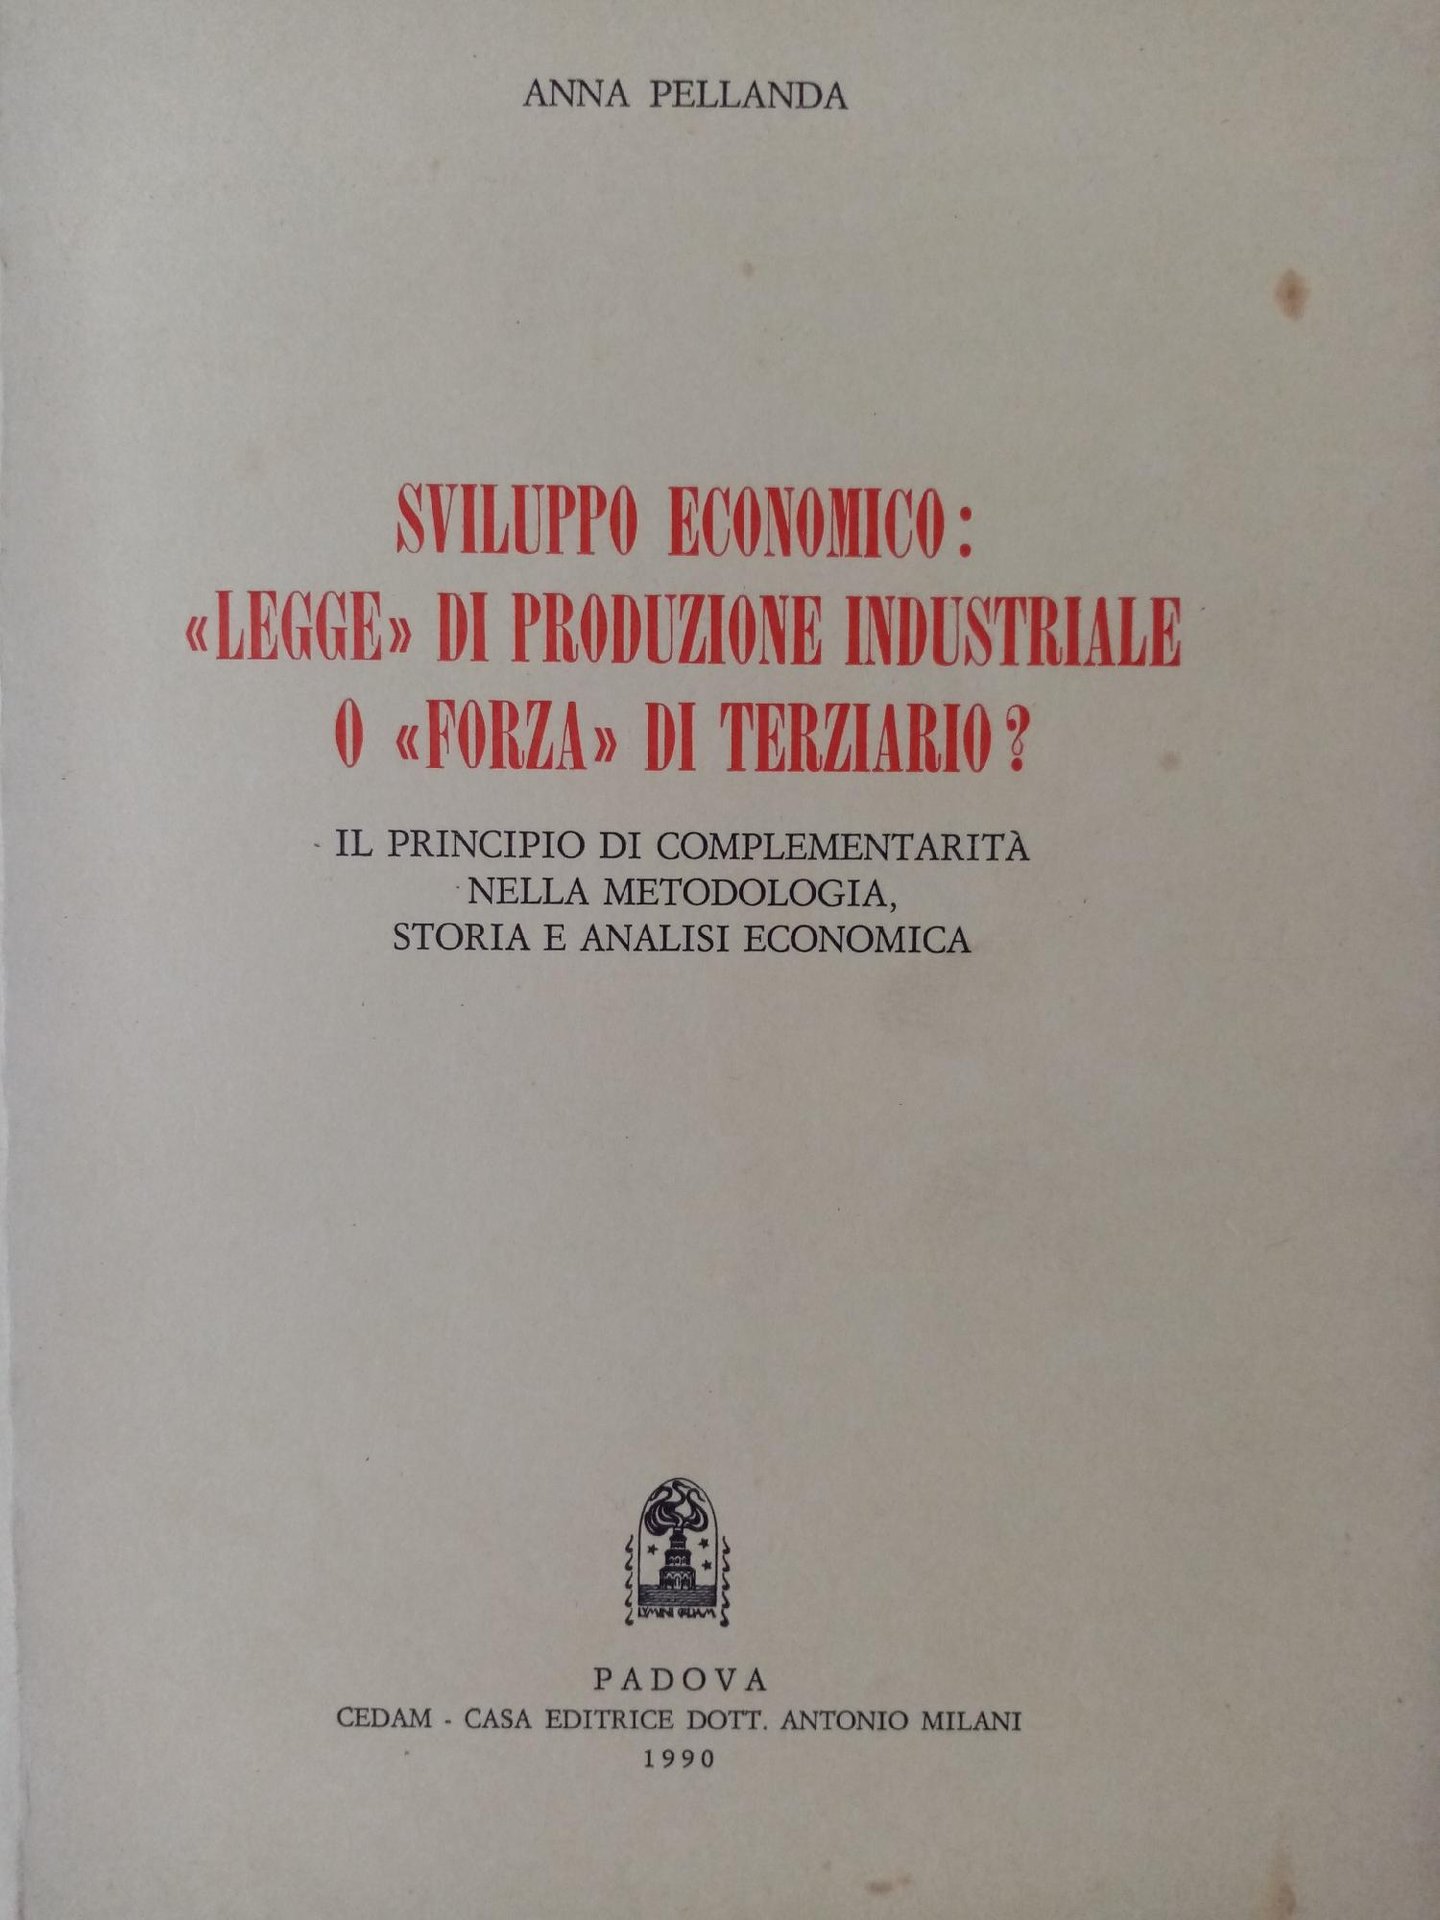 ANNA PELLANDA
SVILUPPO ECONOMICO:
«LEGGE» DI PRODUZIONE INDUSTRIALE
O «FORZA» DI TERZIARIO?
IL PRINCIPIO DI COMPLEMENTARITÀ
NELLA METODOLOGIA,
STORIA E ANALISI ECONOMICA
PADOVA
CEDAM - CASA EDITRICE DOTT. ANTONIO MILANI
1990